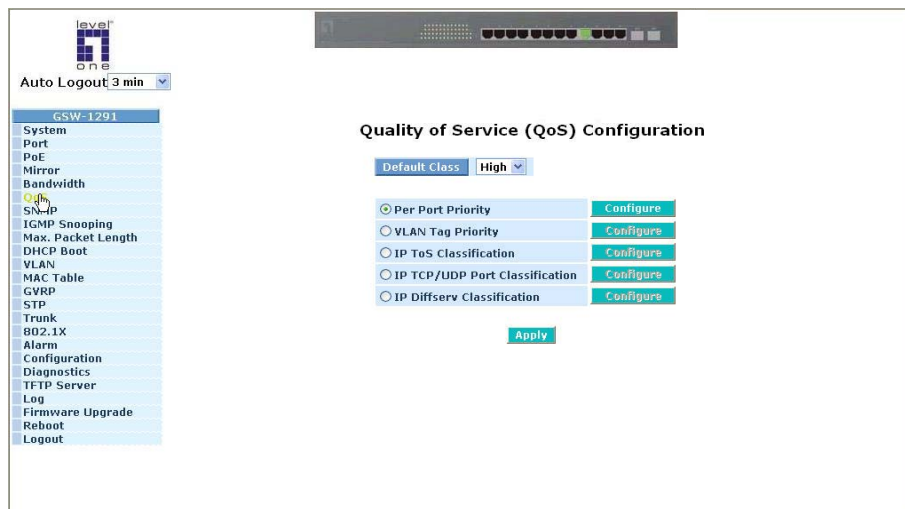 level
one
Auto Logout 3 min
GSW-1291
System
Port
PoE
Mirror
Bandwidth
QoS
SNMP
IGMP Snooping
Max. Packet Length
DHCP Boot
VLAN
MAC Table
GVRP
STP
Trunk
802.1X
Alarm
Configuration
Diagnostics
TFTP Server
Log
Firmware Upgrade
Reboot
Logout
Quality of Service (QoS) Configuration
Default Class High
Per Port Priority Configure
VLAN Tag Priority Configure
IP ToS Classification Configure
IP TCP/UDP Port Classification Configure
IP Diffserv Classification Configure
Apply